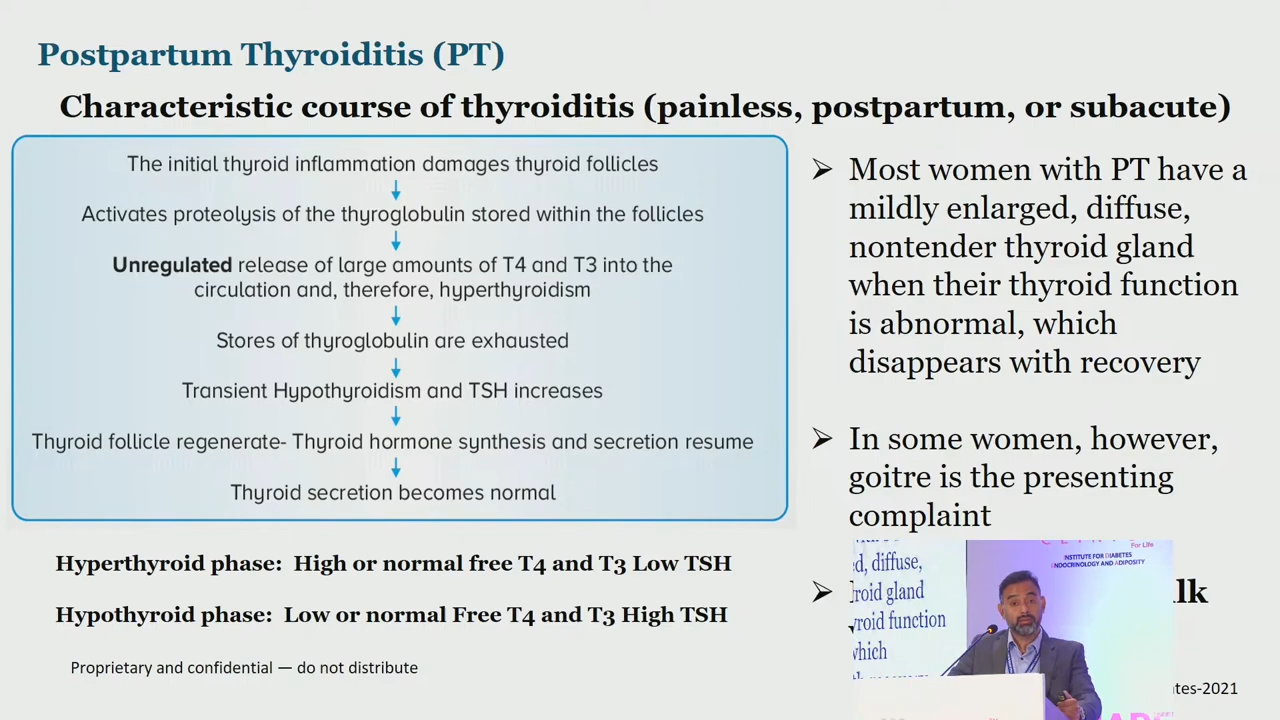 Postpartum Thyroiditis (PT)
Characteristic course of thyroiditis (painless, postpartum, or subacute)
The initial thyroid inflammation damages thyroid follicles
Activates proteolysis of the thyroglobulin stored within the follicles
Unregulated release of large amounts of T4 and T3 into the
circulation and, therefore, hyperthyroidism
Stores of thyroglobulin are exhausted
Transient Hypothyroidism and TSH increases
Thyroid follicle regenerate- Thyroid hormone synthesis and secretion resume
Thyroid secretion becomes normal
Hyperthyroid phase: High or normal free T4 and T3 Low TSH
Hypothyroid phase: Low or normal Free T4 and T3 High TSH
Proprietary and confidential — do not distribute
➢ Most women with PT have a
mildly enlarged, diffuse,
nontender thyroid gland
when their thyroid function
is abnormal, which
disappears with recovery
➢ In some women, however,
goitre is the presenting
complaint
➢
For Life
INSTITUTE FOR DIABETES
ENDOCRINOLOGY AND ADIPOSITY
diffuse,
gland
function
which
-2021